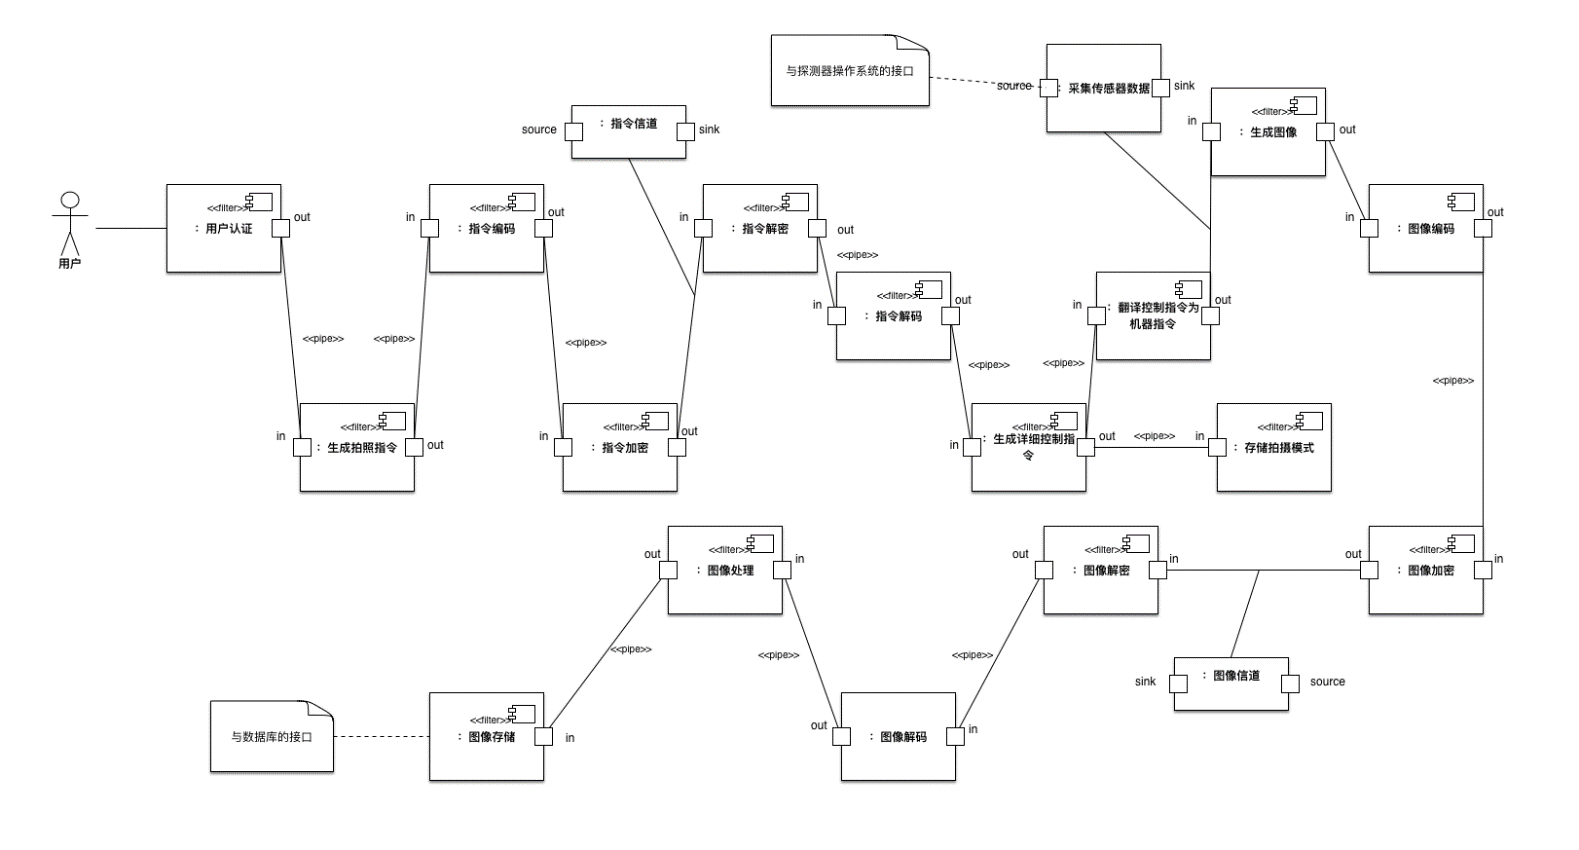 与探测器操作系统的接口
source
: 采集传感器数据
sink
source
: 指令信道
sink
in
<<filter>>
: 生成图像
out
用户
<<filter>>
: 用户认证
out
in
<<filter>>
: 指令编码
out
in
<<filter>>
: 指令解密
out
<<pipe>>
in
: 图像编码
out
in
<<filter>>
: 指令解码
out
in
: 翻译控制指令为
机器指令
out
<<pipe>>
<<pipe>>
<<pipe>>
<<pipe>>
<<pipe>>
<<pipe>>
in
<<filter>>
: 生成拍照指令
out
in
<<filter>>
: 指令加密
out
in
<<filter>>
: 生成详细控制指
令
out
<<pipe>>
in
<<filter>>
: 存储拍摄模式
out
<<filter>>
: 图像处理
in
out
<<filter>>
: 图像解密
in
out
<<filter>>
: 图像加密
in
<<pipe>>
<<pipe>>
<<pipe>>
sink
: 图像信道
source
与数据库的接口
<<filter>>
: 图像存储
in
out
: 图像解码
in